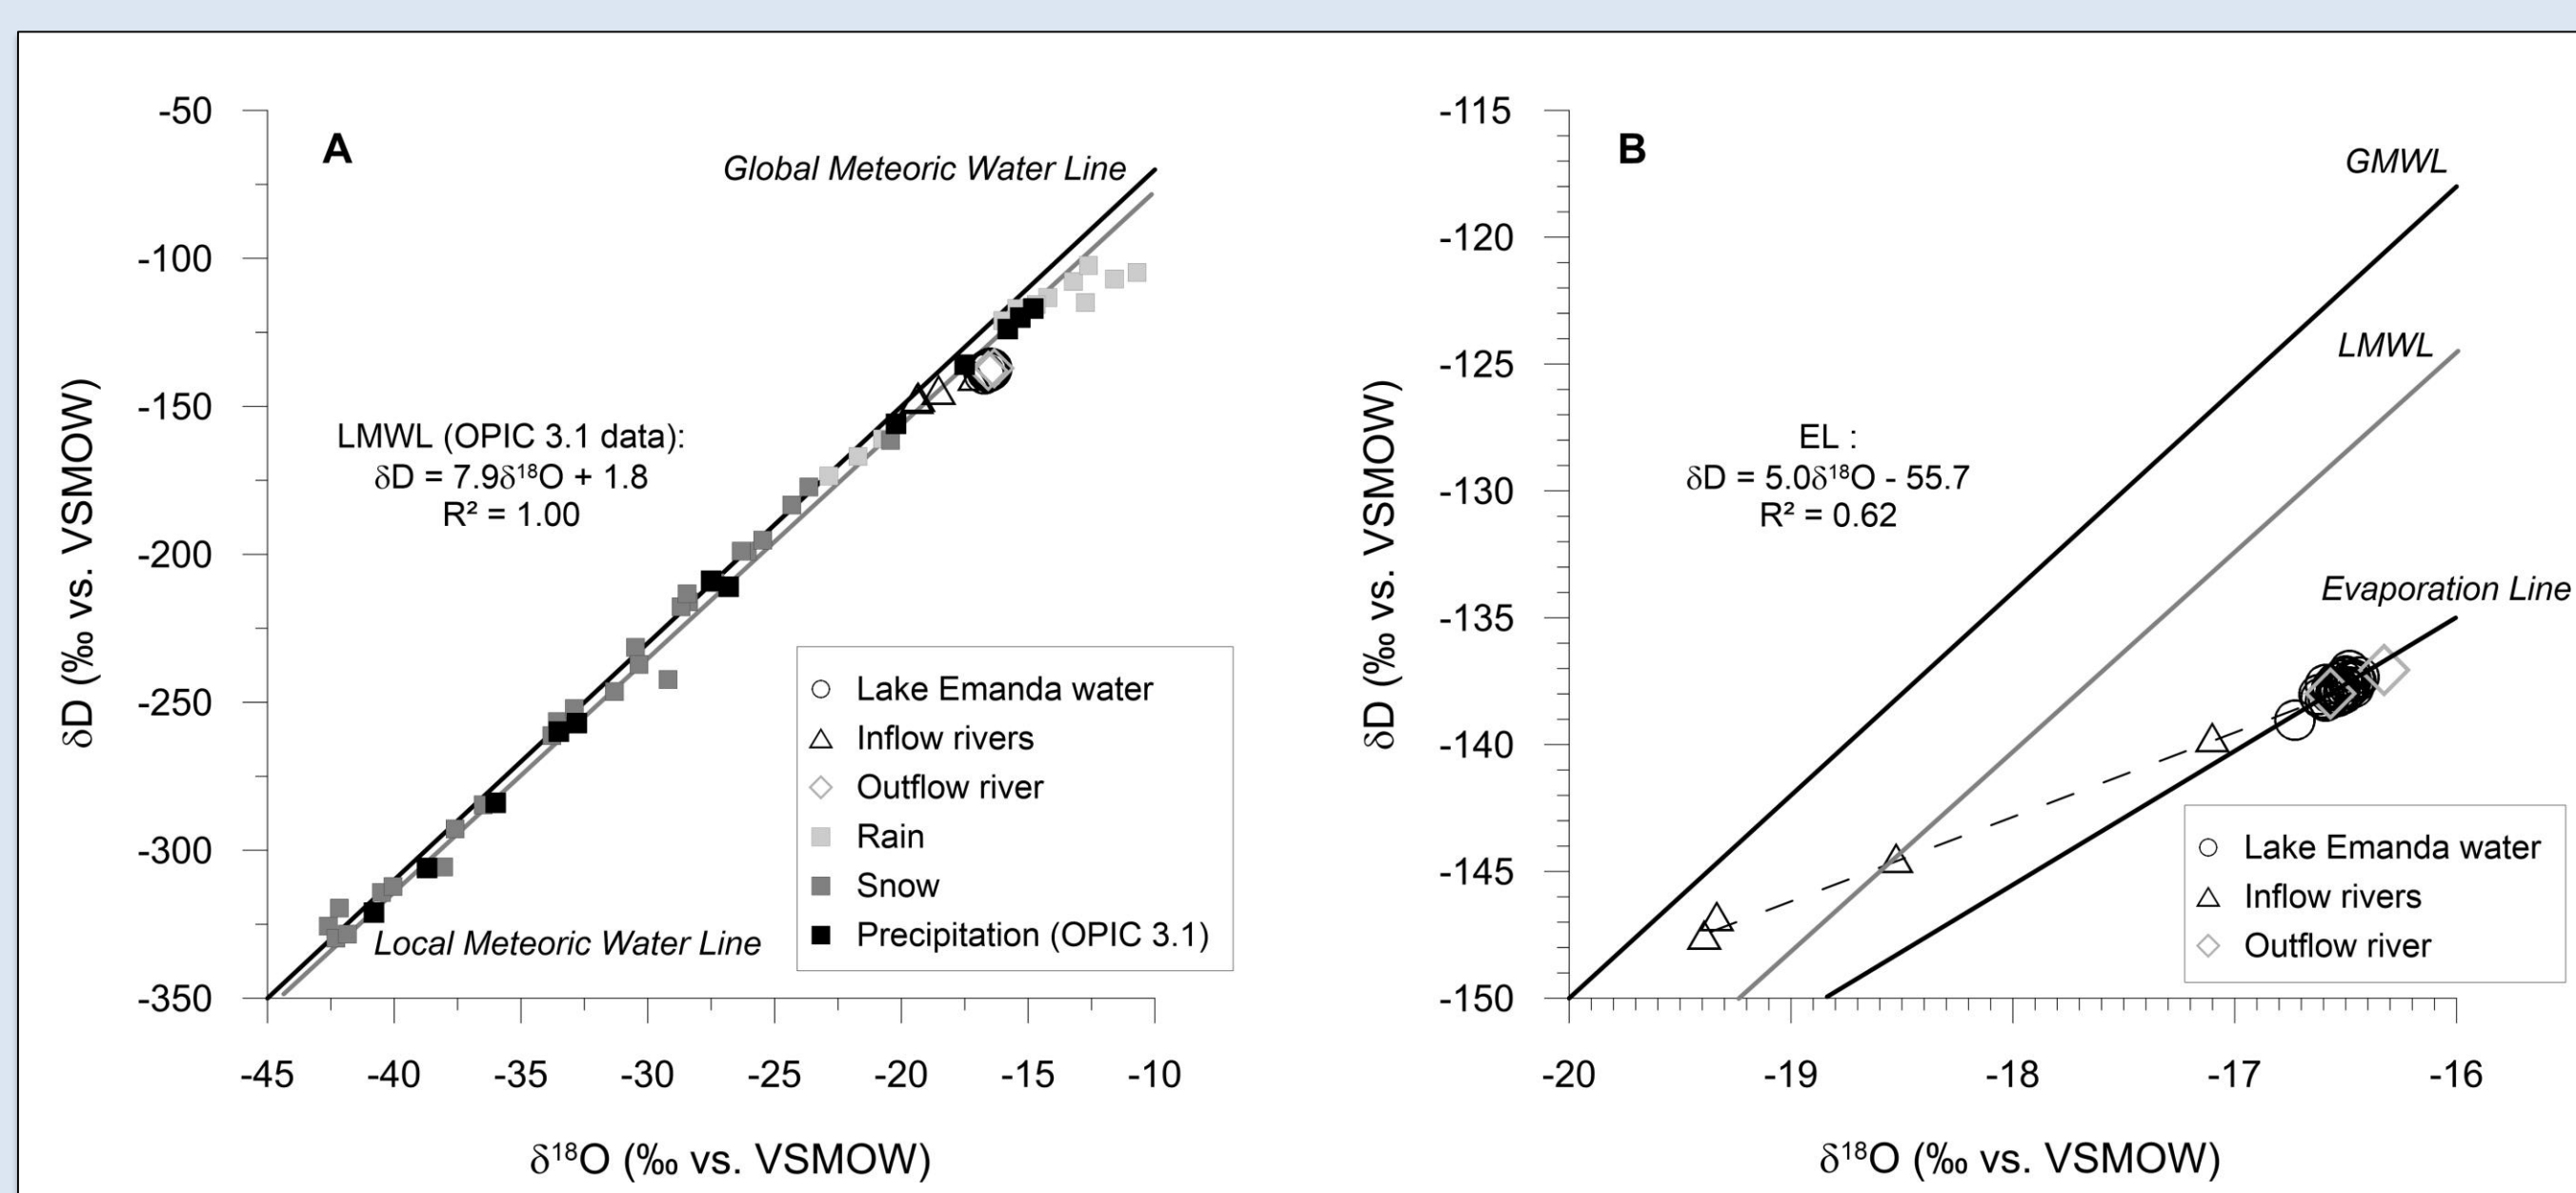 A
Global Meteoric Water Line
LMWL (OPIC 3.1 data):
δD = 7.9δ¹⁸O + 1.8
R² = 1.00
Local Meteoric Water Line
Lake Emanda water
Inflow rivers
Outflow river
Rain
Snow
Precipitation (OPIC 3.1)
δD (‰ vs. VSMOW)
-50
-100
-150
-200
-250
-300
-350
-45 -40 -35 -30 -25 -20 -15 -10
δ¹⁸O (‰ vs. VSMOW)
B
GMWL
LMWL
EL :
δD = 5.0δ¹⁸O - 55.7
R² = 0.62
Evaporation Line
Lake Emanda water
Inflow rivers
Outflow river
δD (‰ vs. VSMOW)
-115
-120
-125
-130
-135
-140
-145
-150
-20 -19 -18 -17 -16
δ¹⁸O (‰ vs. VSMOW)